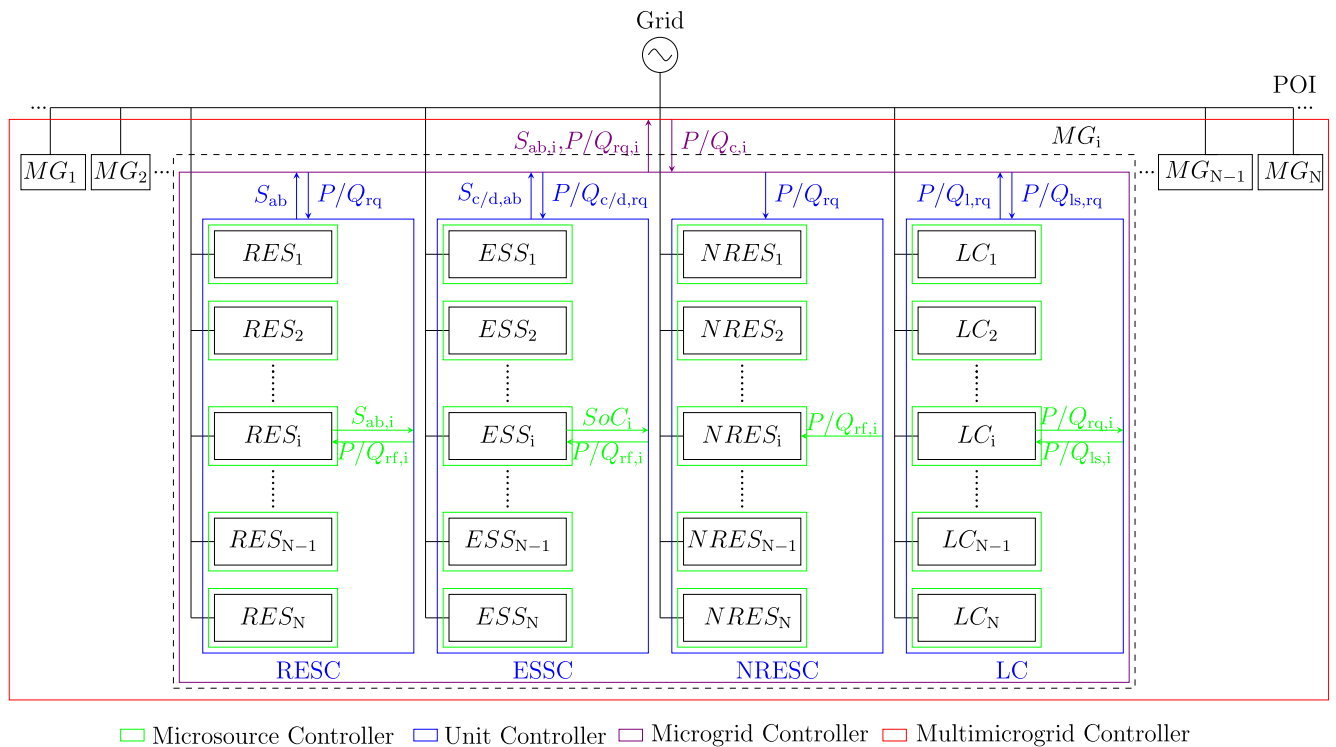 Grid
POI
...
...
S_ab,i, P/Q_rq,i
P/Q_c,i
MG_i
MG_1
MG_2
...
...
MG_N−1
MG_N
S_ab
P/Q_rq
S_c/d,ab
P/Q_c/d,rq
P/Q_rq
P/Q_l,rq
P/Q_ls,rq
RES_1
ESS_1
NRES_1
LC_1
RES_2
ESS_2
NRES_2
LC_2
RES_i
S_ab,i
P/Q_rf,i
ESS_i
SoC_i
P/Q_rf,i
NRES_i
P/Q_rf,i
LC_i
P/Q_rq,i
P/Q_ls,i
RES_N−1
ESS_N−1
NRES_N−1
LC_N−1
RES_N
ESS_N
NRES_N
LC_N
RESC
ESSC
NRESC
LC
Microsource Controller
Unit Controller
Microgrid Controller
Multimicrogrid Controller